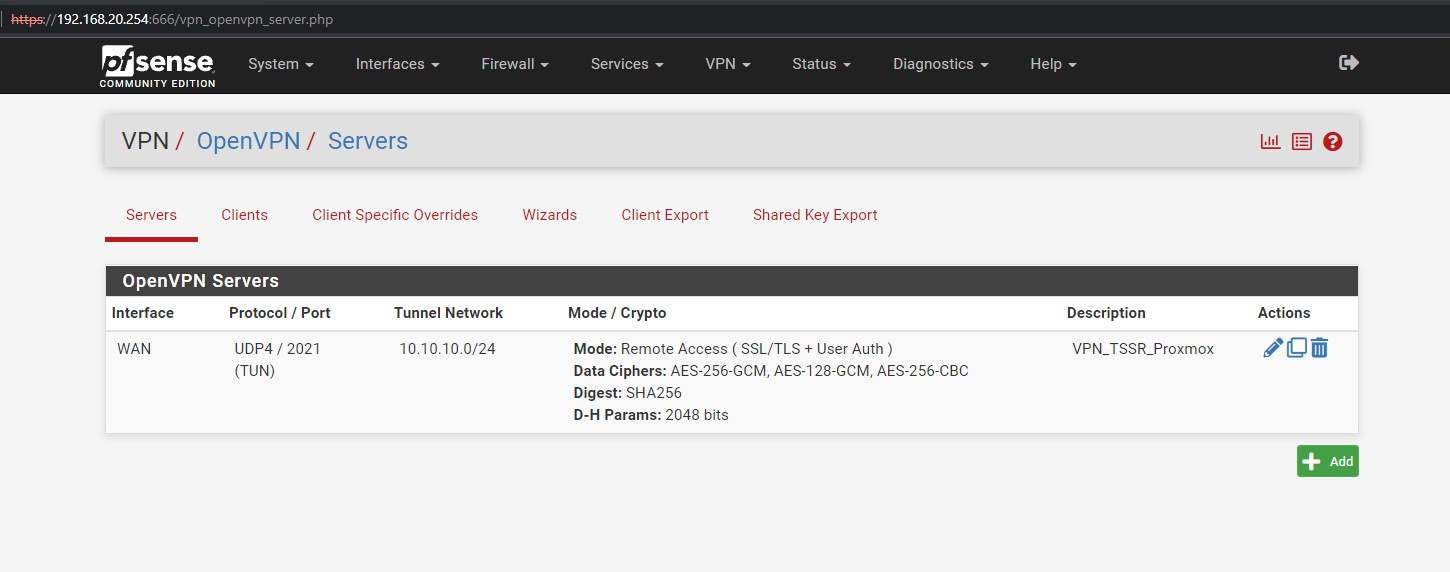 https://192.168.20.254:666/vpn_openvpn_server.php
pfsense
COMMUNITY EDITION
System
Interfaces
Firewall
Services
VPN
Status
Diagnostics
Help
VPN / OpenVPN / Servers
Servers
Clients
Client Specific Overrides
Wizards
Client Export
Shared Key Export
OpenVPN Servers
Interface Protocol / Port Tunnel Network Mode / Crypto Description Actions
WAN UDP4 / 2021 10.10.10.0/24 Mode: Remote Access ( SSL/TLS + User Auth ) VPN_TSSR_Proxmox
(TUN) Data Ciphers: AES-256-GCM, AES-128-GCM, AES-256-CBC
Digest: SHA256
D-H Params: 2048 bits
Add